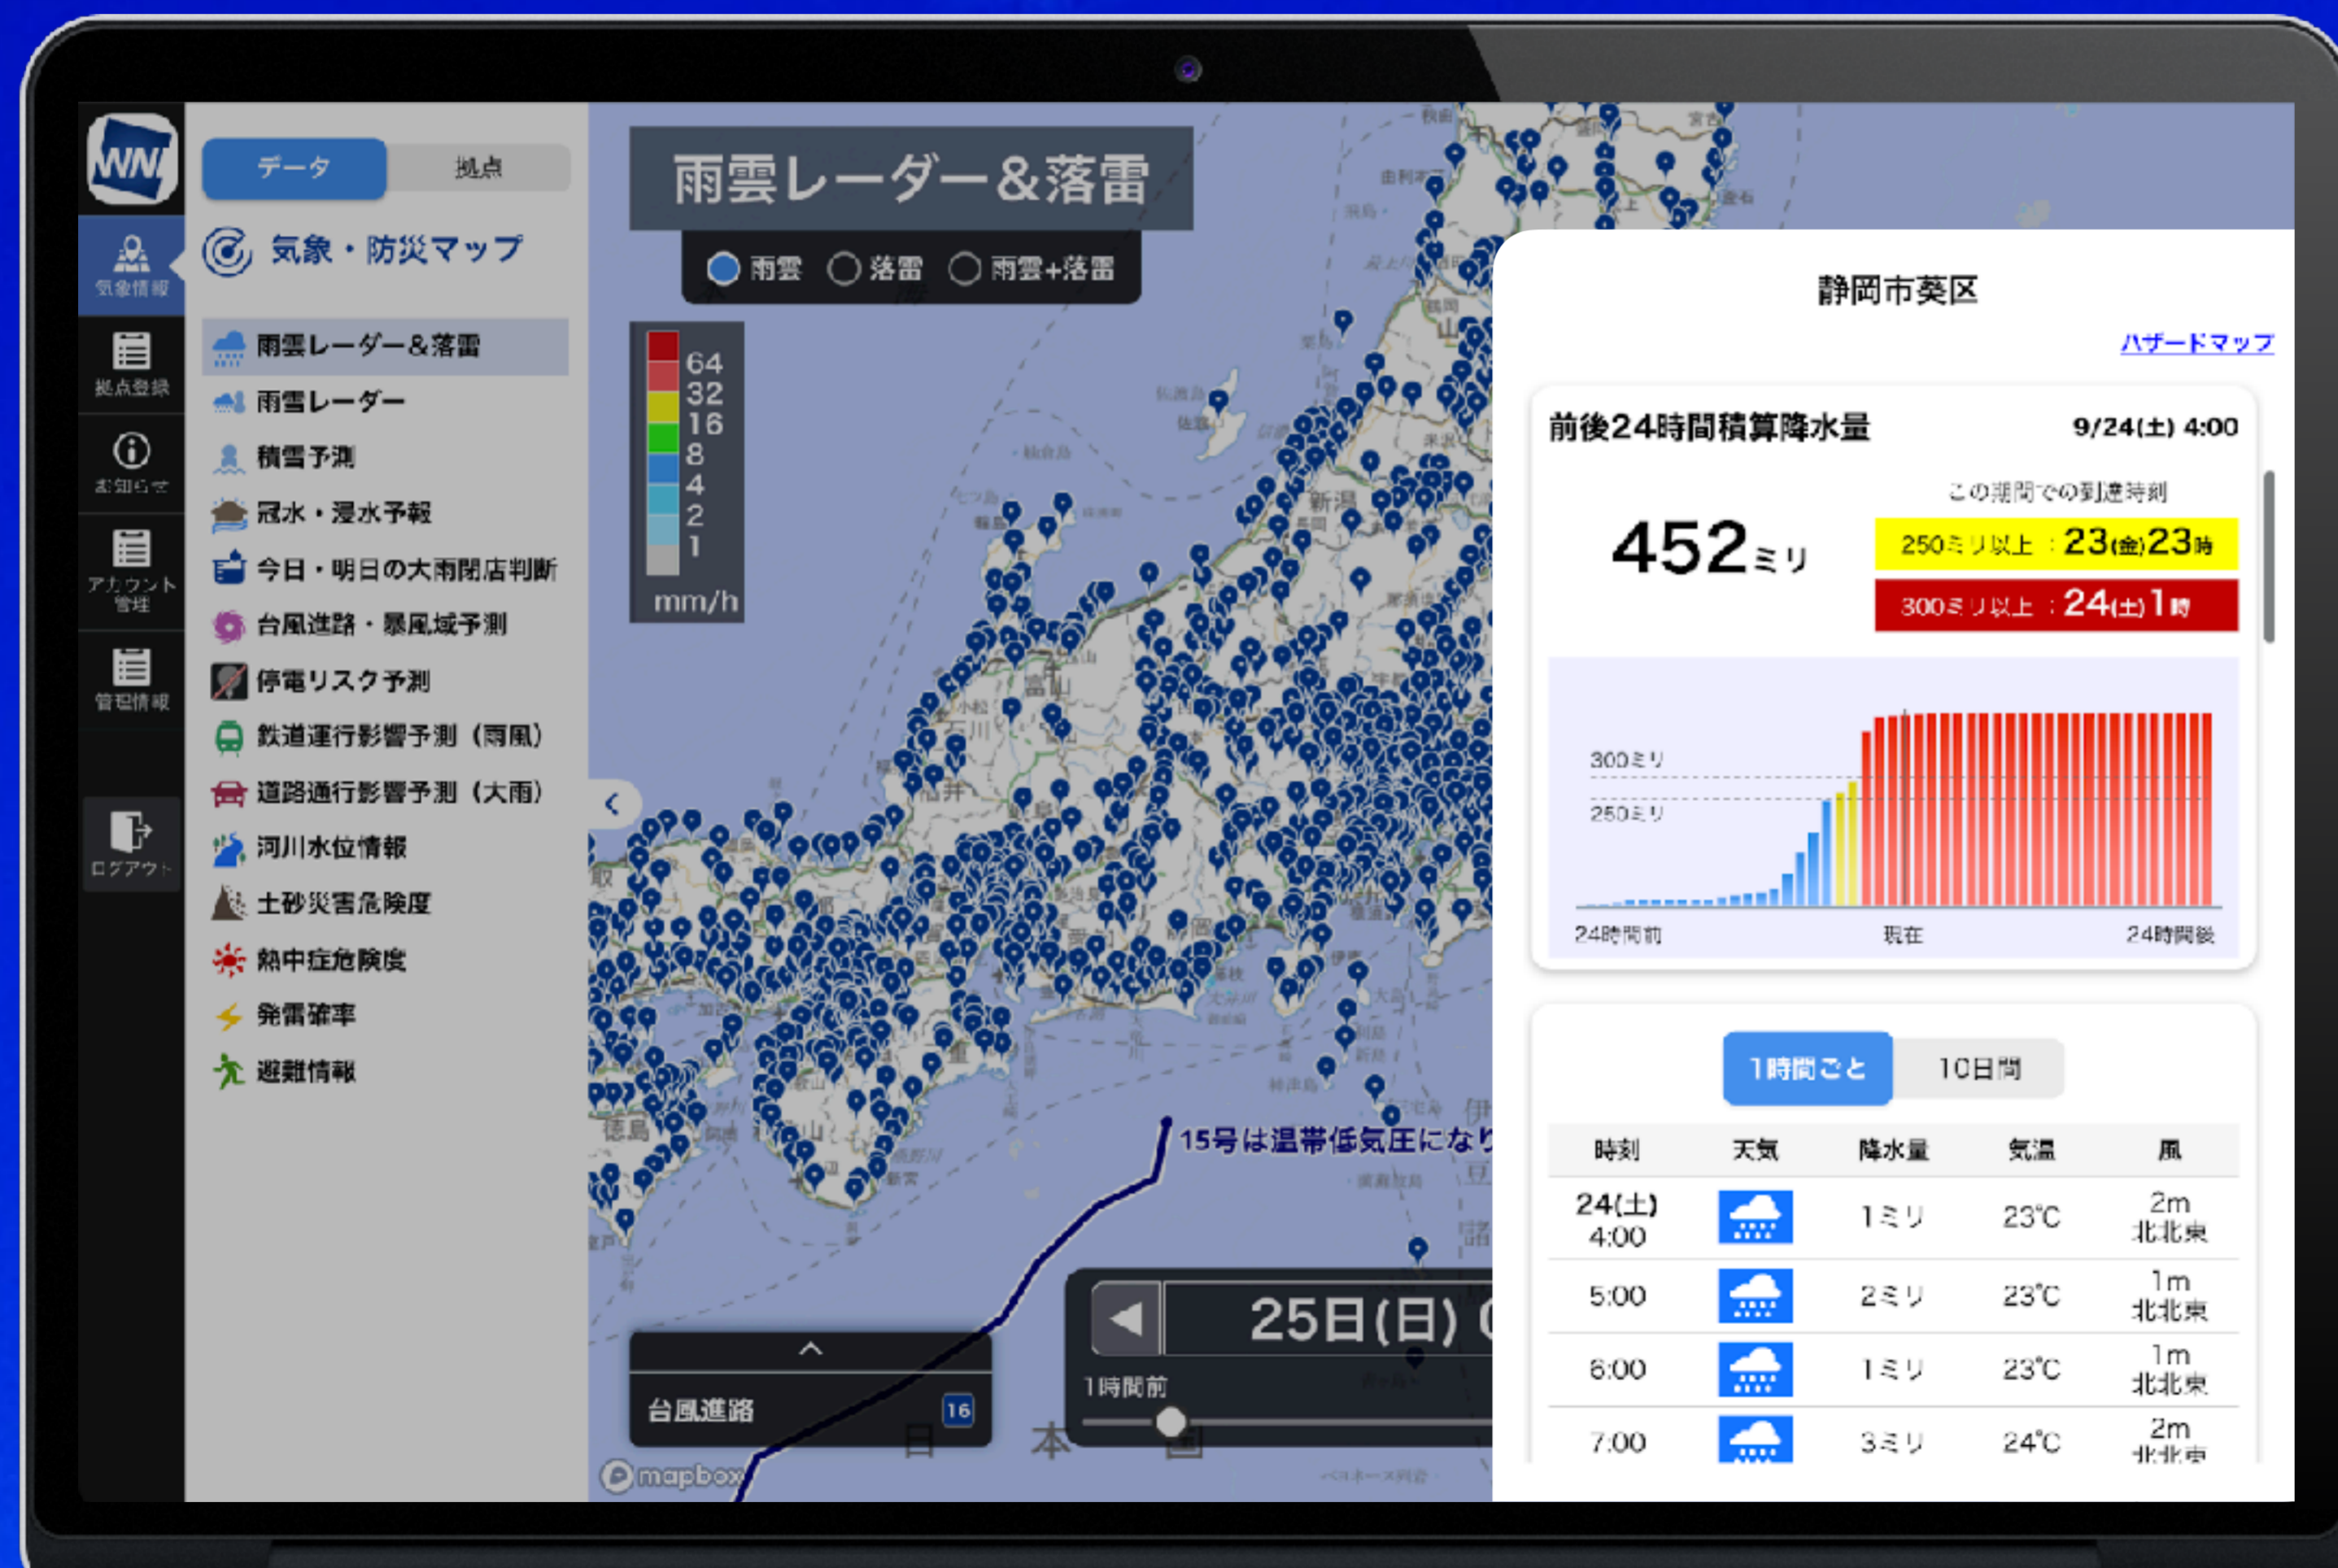 WNI
気象情報
拠点登録
お知らせ
アカウント
管理
管理情報
ログアウト
データ
拠点
気象・防災マップ
雨雲レーダー&落雷
雨雪レーダー
積雪予測
冠水・浸水予報
今日・明日の大雨閉店判断
台風進路・暴風域予測
停電リスク予測
鉄道運行影響予測（雨風）
道路通行影響予測（大雨）
河川水位情報
土砂災害危険度
熱中症危険度
発雷確率
避難情報
雨雲レーダー&落雷
雨雲
落雷
雨雲+落雷
64
32
16
8
4
2
1
mm/h
新潟
富山
石川
徳島
15号は温帯低気圧になり
25日(日)
1時間前
台風進路
16
日本
mapbox
静岡市葵区
ハザードマップ
前後24時間積算降水量
9/24(土) 4:00
452ミリ
この期間での到達時刻
250ミリ以上 : 23(金)23時
300ミリ以上 : 24(土)1時
300ミリ
250ミリ
24時間前
現在
24時間後
1時間ごと
10日間
時刻 天気 降水量 気温 風
24(土)
4:00 1ミリ 23℃ 2m 北北東
5:00 2ミリ 23℃ 1m 北北東
6:00 1ミリ 23℃ 1m 北北東
7:00 3ミリ 24℃ 2m 北北東